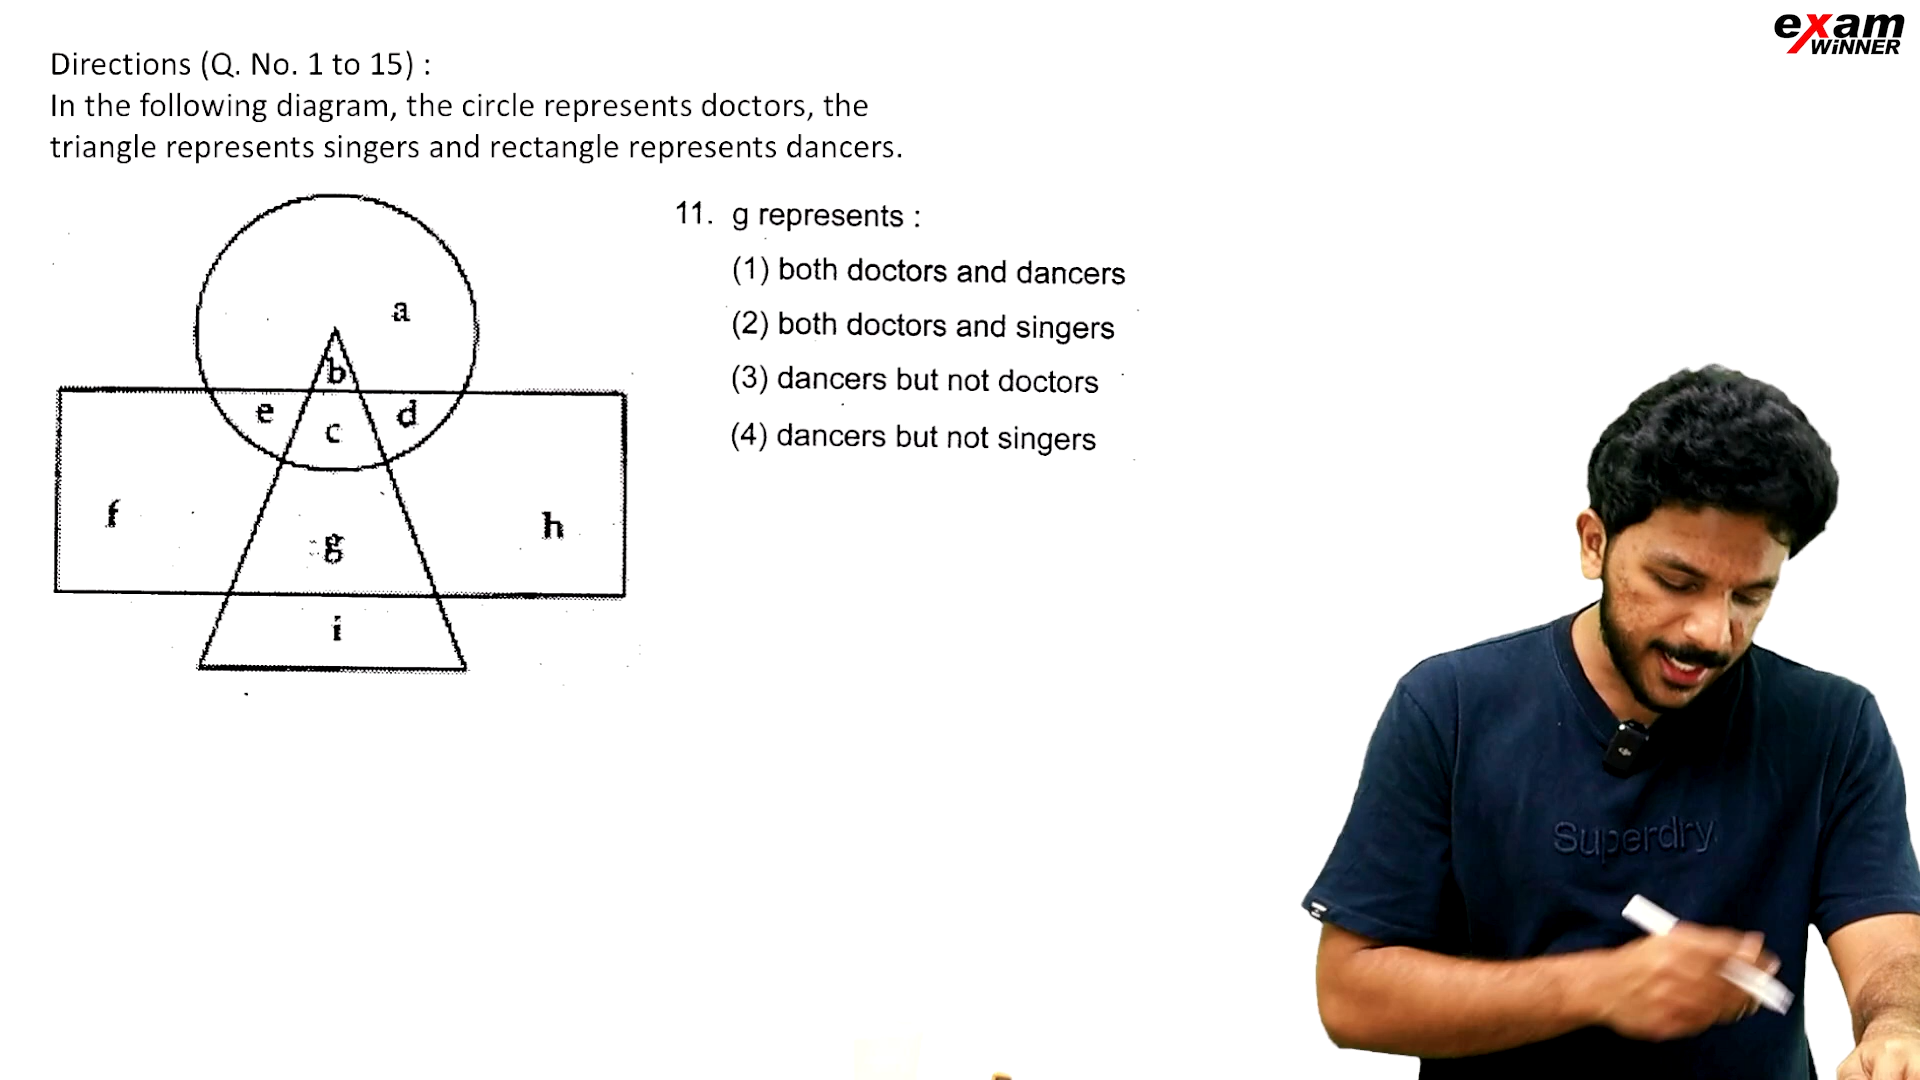 exam
WiNNER
Directions (Q. No. 1 to 15) :
In the following diagram, the circle represents doctors, the
triangle represents singers and rectangle represents dancers.
11. g represents :
(1) both doctors and dancers
(2) both doctors and singers
(3) dancers but not doctors
(4) dancers but not singers
a
b
e
c
d
f
g
h
i
Superdry